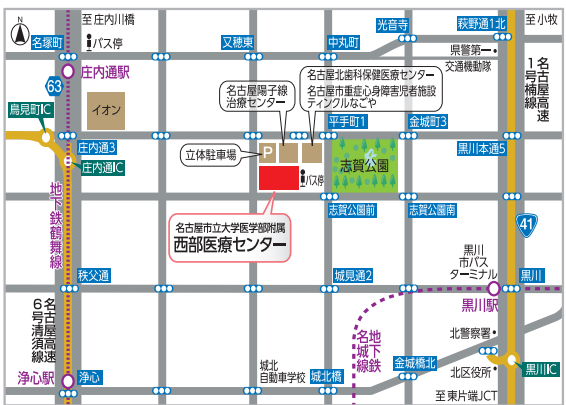 N
至庄内川橋
名塚町
バス停
庄内通駅
63
鳥見町IC
イオン
庄内通3
庄内通IC
地下鉄鶴舞線
秩父通
名古屋高速
6号清須線
浄心駅
浄心
又穂東
中丸町
光音寺
萩野通1北
至小牧
県警第一
交通機動隊
名古屋高速
1号楠線
名古屋陽子線
治療センター
名古屋北歯科保健医療センター
名古屋市重症心身障害児者施設
ティンクルなごや
平手町1
金城町3
黒川本通5
立体駐車場
P
バス停
志賀公園
志賀公園前
志賀公園南
名古屋市立大学医学部附属
西部医療センター
41
黒川
市バス
ターミナル
城見通2
黒川
黒川駅
地下鉄
名城線
北警察署
金城橋北
北区役所
黒川IC
城北
自動車学校
城北橋
至東片端JCT